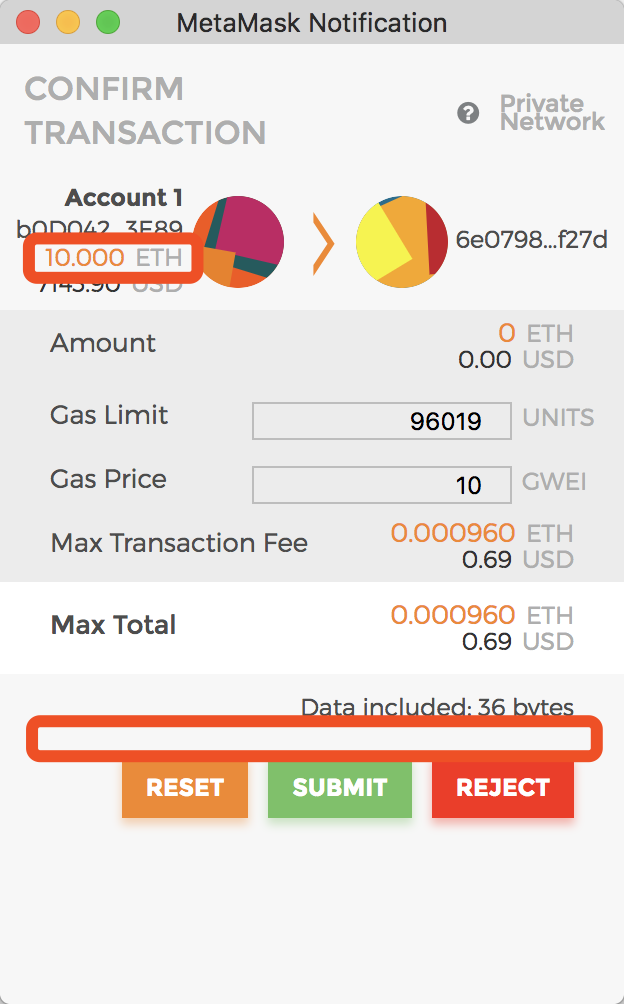 MetaMask Notification
CONFIRM
TRANSACTION
?
Private
Network
Account 1
b0D042...3E89
10.000 ETH
7143.90 USD
6e0798...f27d
Amount
0 ETH
0.00 USD
Gas Limit
96019 UNITS
Gas Price
10 GWEI
Max Transaction Fee
0.000960 ETH
0.69 USD
Max Total
0.000960 ETH
0.69 USD
Data included: 36 bytes
RESET
SUBMIT
REJECT